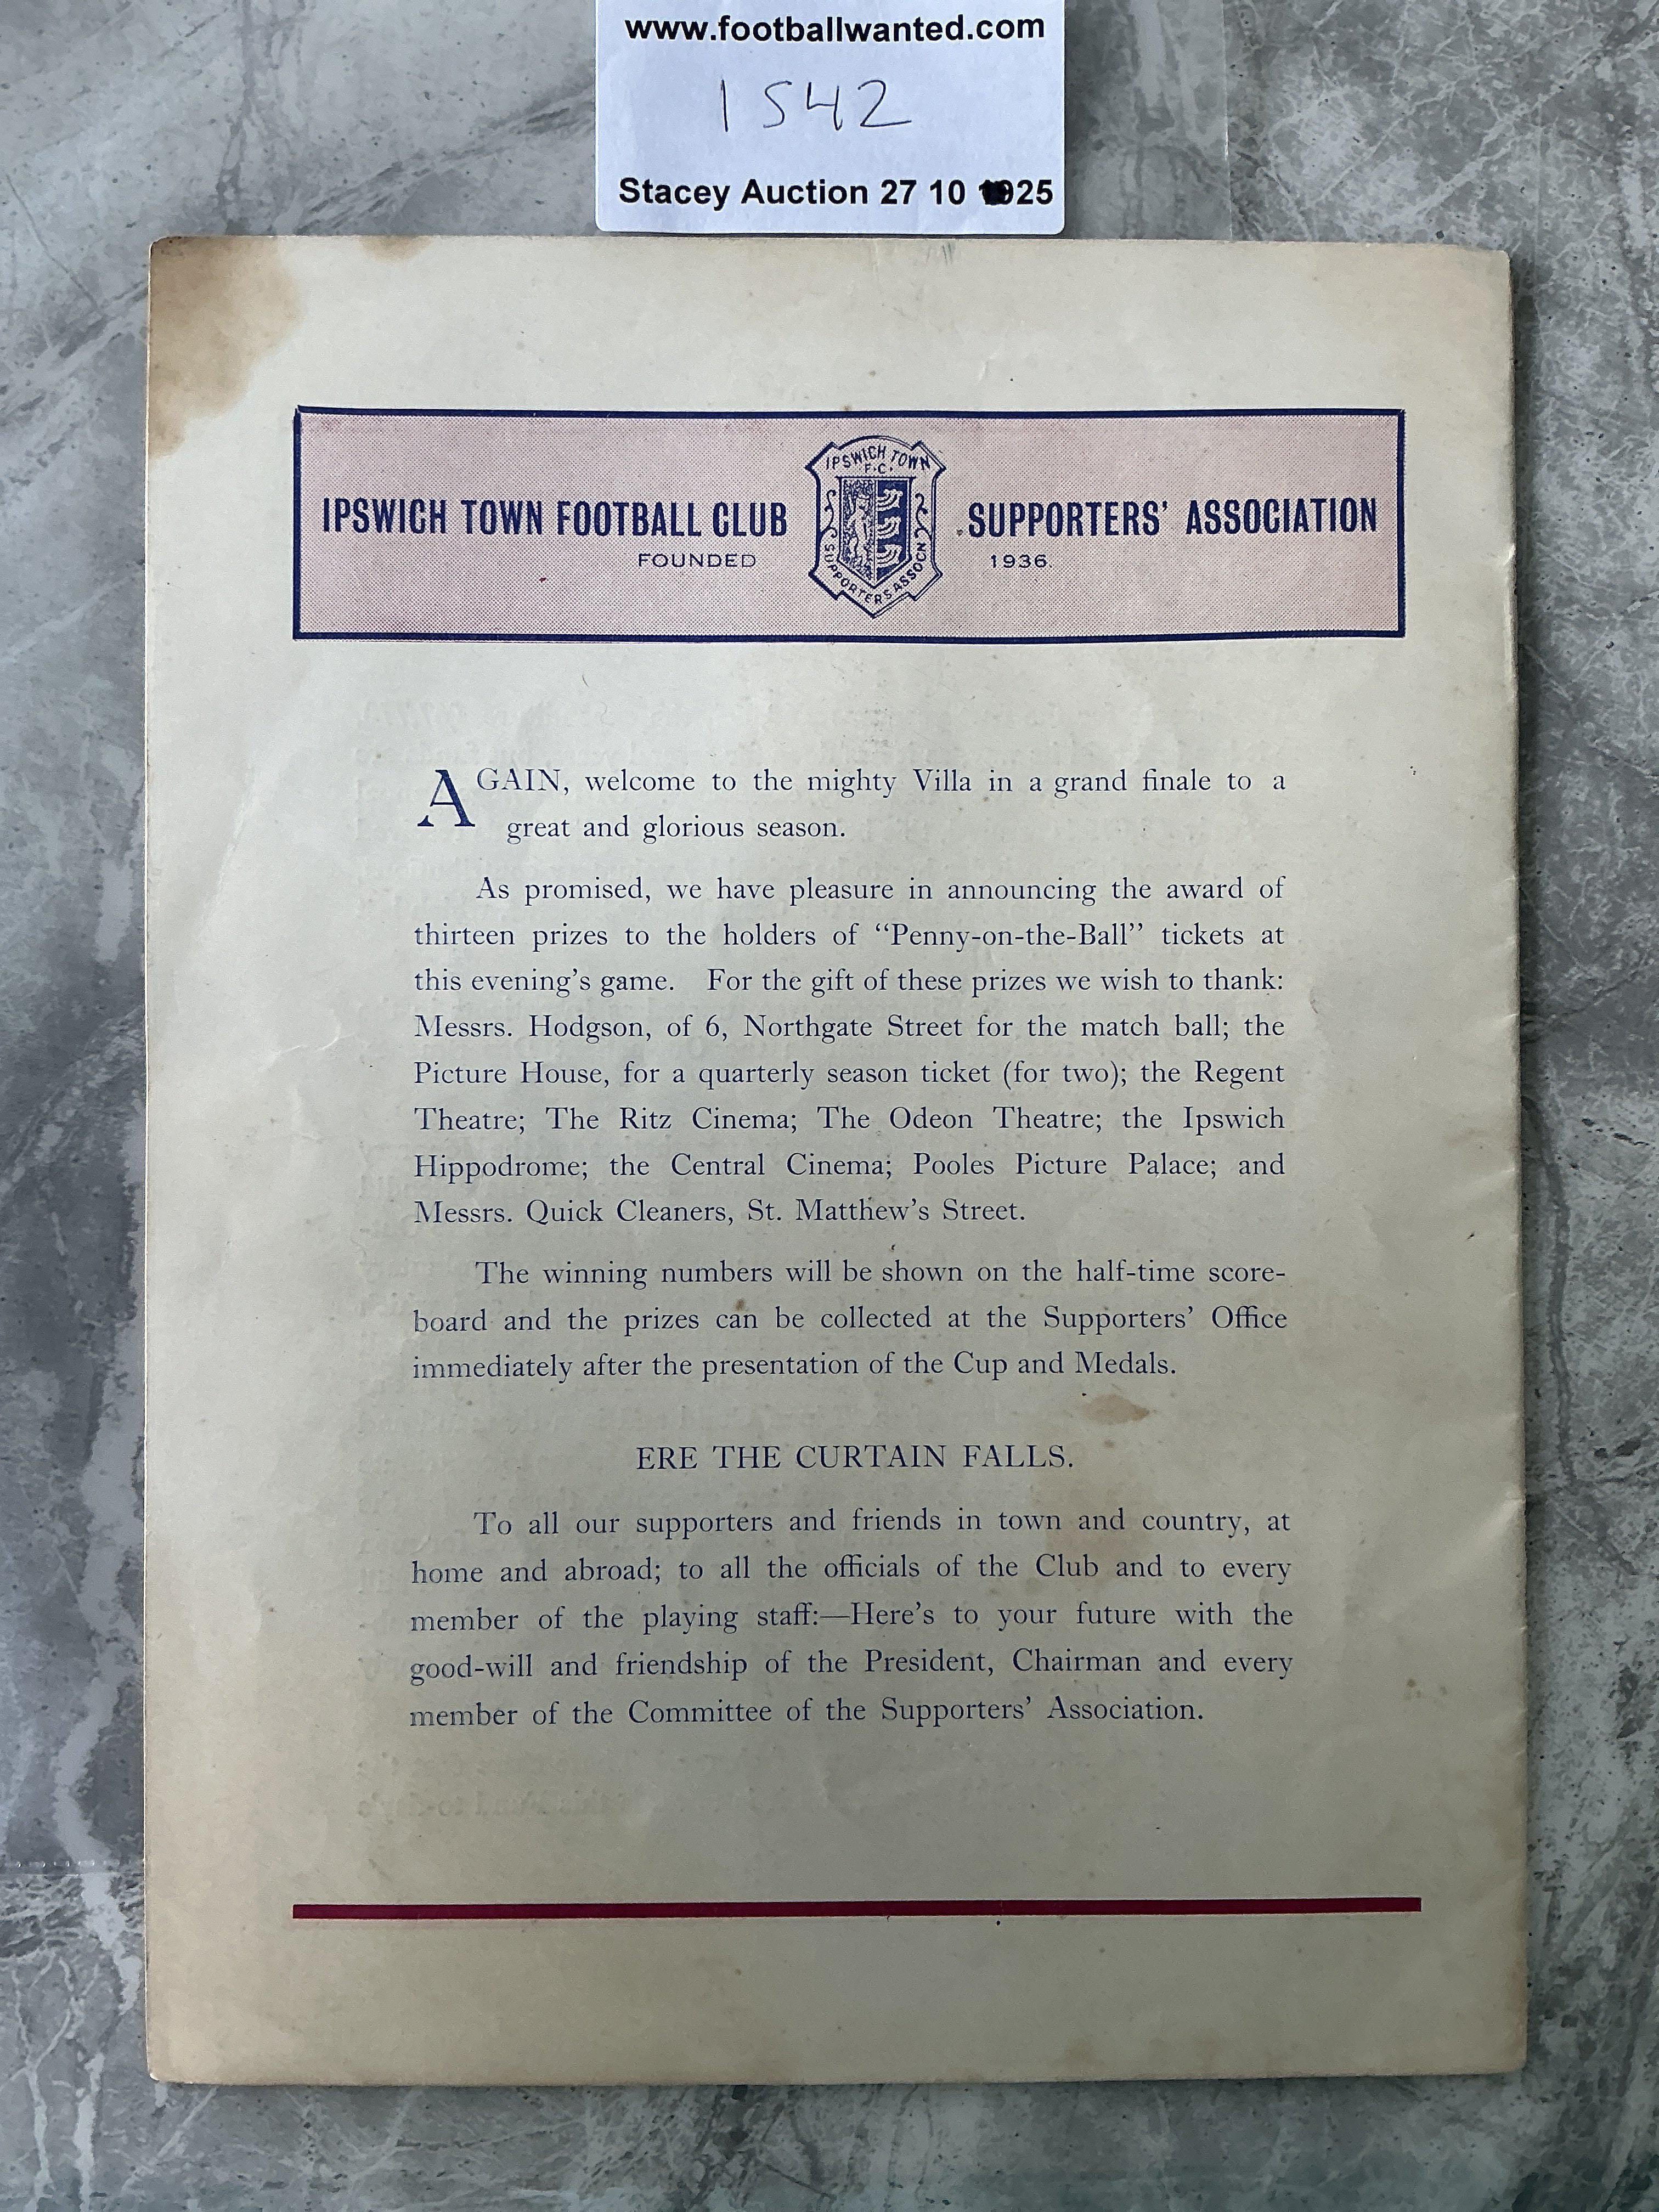 www.footballwanted.com
1542
Stacey Auction 27 10 1925
IPSWICH TOWN
F.C.
IPSWICH TOWN FOOTBALL CLUB SUPPORTERS' ASSOCIATION
FOUNDED 1936.
SUPPORTERS ASSOCN
AGAIN, welcome to the mighty Villa in a grand finale to a
great and glorious season.
As promised, we have pleasure in announcing the award of
thirteen prizes to the holders of “Penny-on-the-Ball” tickets at
this evening’s game. For the gift of these prizes we wish to thank:
Messrs. Hodgson, of 6, Northgate Street for the match ball; the
Picture House, for a quarterly season ticket (for two); the Regent
Theatre; The Ritz Cinema; The Odeon Theatre; the Ipswich
Hippodrome; the Central Cinema; Pooles Picture Palace; and
Messrs. Quick Cleaners, St. Matthew’s Street.
The winning numbers will be shown on the half-time score-
board and the prizes can be collected at the Supporters’ Office
immediately after the presentation of the Cup and Medals.
ERE THE CURTAIN FALLS.
To all our supporters and friends in town and country, at
home and abroad; to all the officials of the Club and to every
member of the playing staff:—Here’s to your future with the
good-will and friendship of the President, Chairman and every
member of the Committee of the Supporters’ Association.